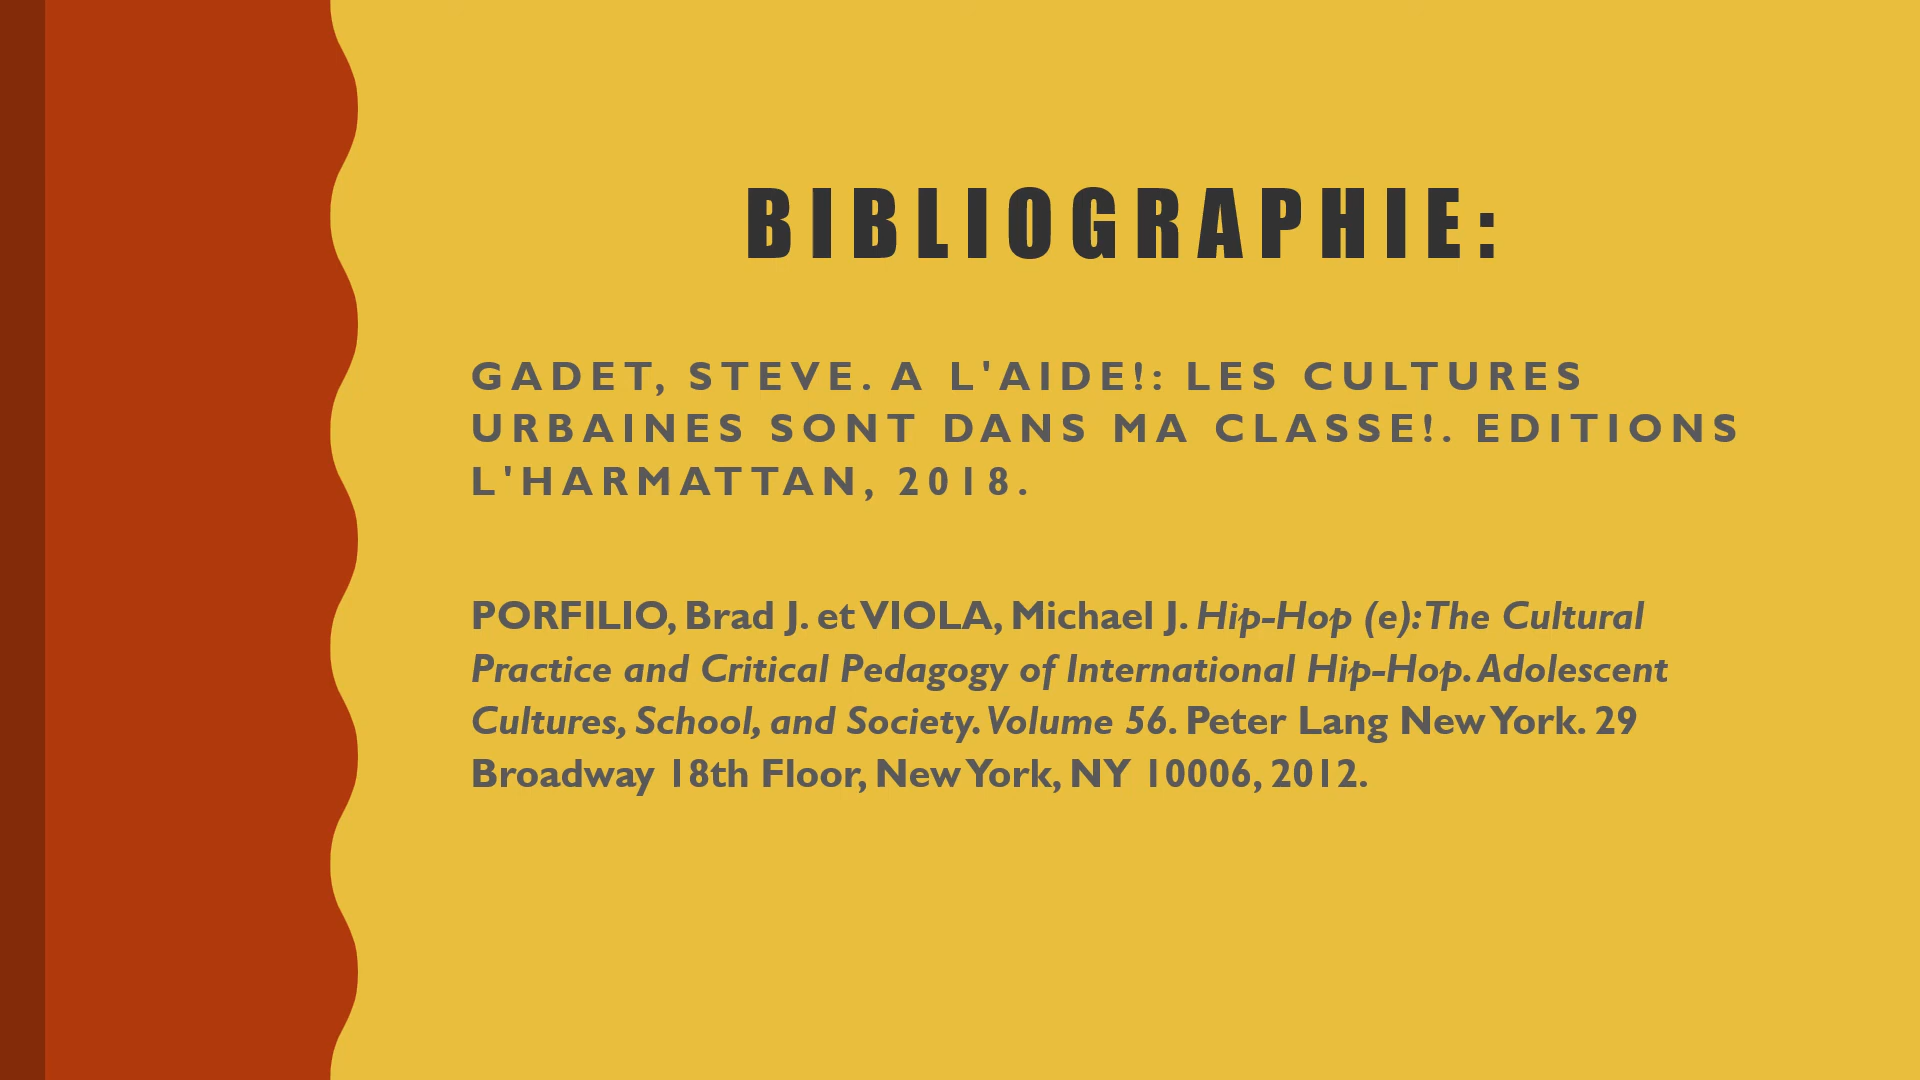 BIBLIOGRAPHIE:
GADET, STEVE. A L'AIDE!: LES CULTURES
URBAINES SONT DANS MA CLASSE!. EDITIONS
L'HARMATTAN, 2018.
PORFILIO, Brad J. et VIOLA, Michael J. Hip-Hop (e): The Cultural
Practice and Critical Pedagogy of International Hip-Hop. Adolescent
Cultures, School, and Society. Volume 56. Peter Lang New York. 29
Broadway 18th Floor, New York, NY 10006, 2012.